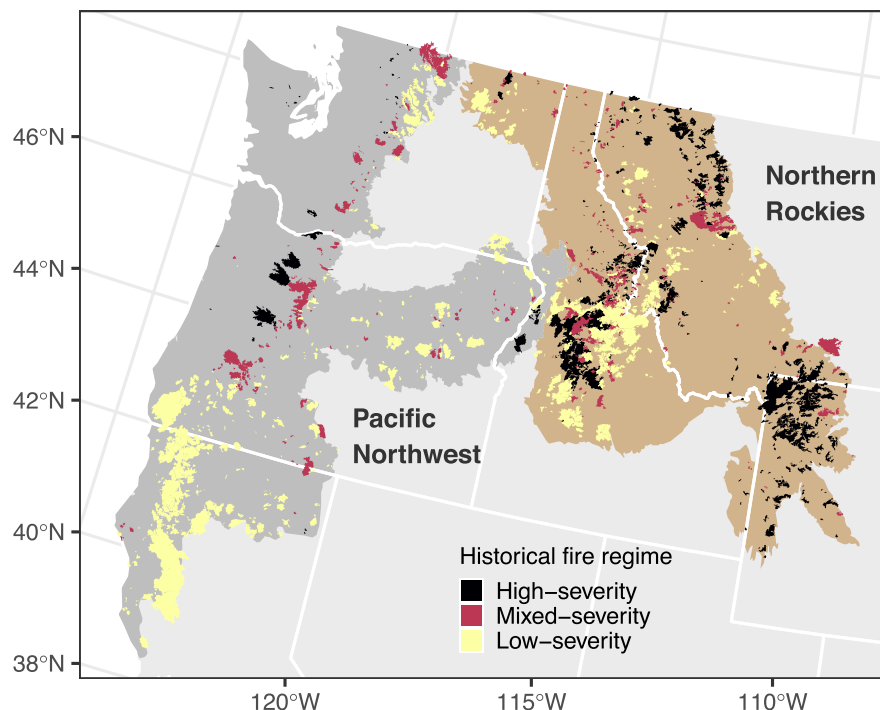 46°N
44°N
42°N
40°N
38°N
Northern
Rockies
Pacific
Northwest
Historical fire regime
High−severity
Mixed−severity
Low−severity
120°W
115°W
110°W